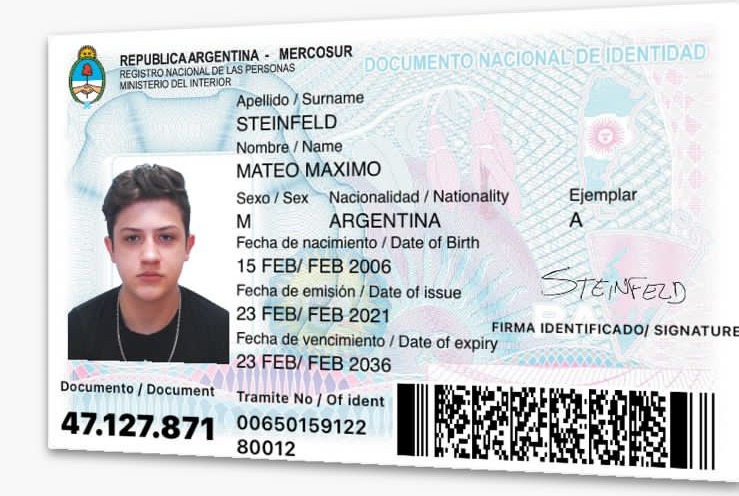 REPUBLICA ARGENTINA - MERCOSUR
REGISTRO NACIONAL DE LAS PERSONAS
MINISTERIO DEL INTERIOR
DOCUMENTO NACIONAL DE IDENTIDAD
Apellido / Surname
STEINFELD
Nombre / Name
MATEO MAXIMO
Sexo / Sex Nacionalidad / Nationality Ejemplar
M ARGENTINA A
Fecha de nacimiento / Date of Birth
15 FEB/ FEB 2006
Fecha de emisión / Date of issue
23 FEB/ FEB 2021
STEINFELD
FIRMA IDENTIFICADO/ SIGNATURE
Fecha de vencimiento / Date of expiry
23 FEB/ FEB 2036
Documento / Document
47.127.871
Tramite No / Of ident
00650159122
80012